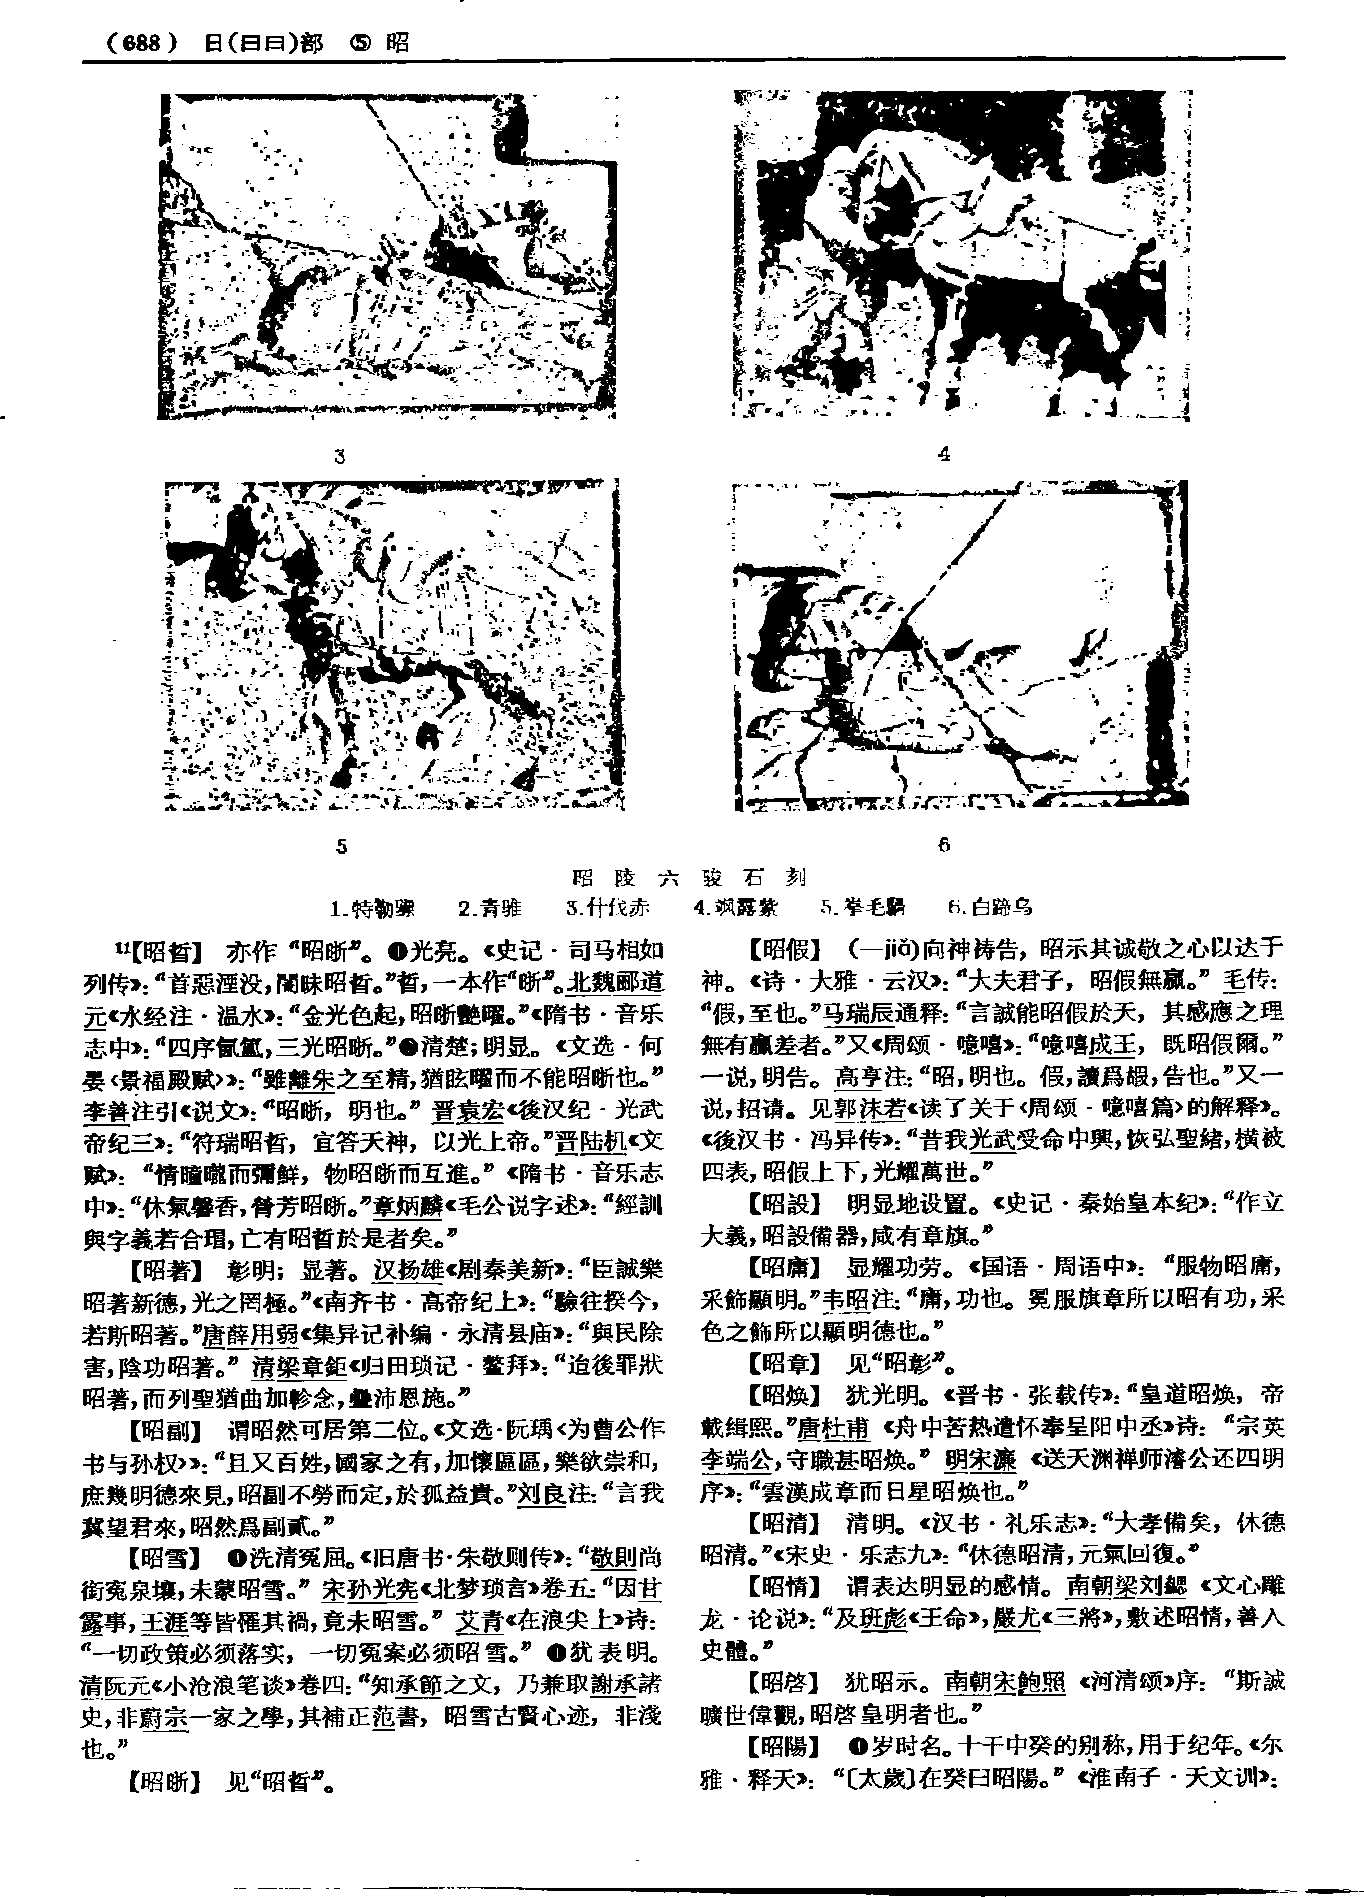 （688） 日(曰⺜)部 ⑤ 昭
3
4
5
6
昭陵六骏石刻
1.特勒骠 2.青骓 3.什伐赤 4.飒露紫 5.拳毛䯄 6.白蹄乌
11【昭晳】 亦作“昭晰”。❶光亮。《史记·司马相如
列传》：“首惡湮没，闇昧昭晳。”晳，一本作“晰”。北魏郦道
元《水经注·温水》：“金光色起，昭晰艷曜。”《隋书·音乐
志中》：“四序氤氲，三光昭晰。”❷清楚；明显。《文选·何
晏〈景福殿赋〉》：“雖離朱之至精，猶眩曜而不能昭晰也。”
李善注引《说文》：“昭晰，明也。”晋袁宏《後汉纪·光武
帝纪三》：“符瑞昭晳，宜答天神，以光上帝。”晋陆机《文
赋》：“情曈曨而彌鮮，物昭晰而互進。”《隋书·音乐志
中》：“休氣馨香，膋芳昭晰。”章炳麟《毛公说字述》：“經訓
與字義若合瑁，亡有昭晳於是者矣。”
【昭著】 彰明；显著。汉扬雄《剧秦美新》：“臣誠樂
昭著新德，光之罔極。”《南齐书·高帝纪上》：“驗往揆今，
若斯昭著。”唐薛用弱《集异记补编·永清县庙》：“與民除
害，陰功昭著。”清梁章鉅《归田琐记·鳌拜》：“迨後罪狀
昭著，而列聖猶曲加軫念，疊沛恩施。”
【昭副】 谓昭然可居第二位。《文选·阮瑀〈为曹公作
书与孙权〉》：“且又百姓，國家之有，加懷區區，樂欲崇和，
庶幾明德來見，昭副不勞而定，於孤益貴。”刘良注：“言我
冀望君來，昭然爲副貳。”
【昭雪】 ❶洗清冤屈。《旧唐书·朱敬则传》：“敬則尚
銜冤泉壤，未蒙昭雪。”宋孙光宪《北梦琐言》卷五：“因甘
露事，王涯等皆罹其禍，竟未昭雪。”艾青《在浪尖上》诗：
“一切政策必须落实，一切冤案必须昭雪。”❷犹表明。
清阮元《小沧浪笔谈》卷四：“知承節之文，乃兼取謝承諸
史，非蔚宗一家之學，其補正范書，昭雪古賢心迹，非淺
也。”
【昭晰】 见“昭晳”。
【昭假】 （—jiǎ）向神祷告，昭示其诚敬之心以达于
神。《诗·大雅·云汉》：“大夫君子，昭假無贏。”毛传：
“假，至也。”马瑞辰通释：“言誠能昭假於天，其感應之理
無有贏差者。”又《周颂·噫嘻》：“噫嘻成王，既昭假爾。”
一说，明告。高亨注：“昭，明也。假，讀爲嘏，告也。”又一
说，招请。见郭沫若《读了关于〈周颂·噫嘻篇〉的解释》。
《後汉书·冯异传》：“昔我光武受命中興，恢弘聖緒，横被
四表，昭假上下，光耀萬世。”
【昭設】 明显地设置。《史记·秦始皇本纪》：“作立
大義，昭設備器，咸有章旗。”
【昭庸】 显耀功劳。《国语·周语中》：“服物昭庸，
采飾顯明。”韦昭注：“庸，功也。冕服旗章所以昭有功，采
色之飾所以顯明德也。”
【昭章】 见“昭彰”。
【昭焕】 犹光明。《晋书·张载传》：“皇道昭焕，帝
載缉熙。”唐杜甫《舟中苦热遣怀奉呈阳中丞》诗：“宗英
李端公，守職甚昭焕。”明宋濂《送天渊禅师濬公还四明
序》：“雲漢成章而日星昭焕也。”
【昭清】 清明。《汉书·礼乐志》：“大孝備矣，休德
昭清。”《宋史·乐志九》：“休德昭清，元氣回復。”
【昭情】 谓表达明显的感情。南朝梁刘勰《文心雕
龙·论说》：“及班彪《王命》，嚴尤《三將》，敷述昭情，善入
史體。”
【昭啓】 犹昭示。南朝宋鲍照《河清颂》序：“斯誠
曠世偉觀，昭啓皇明者也。”
【昭陽】 ❶岁时名。十干中癸的别称，用于纪年。《尔
雅·释天》：“〔太歲〕在癸曰昭陽。”《淮南子·天文训》：